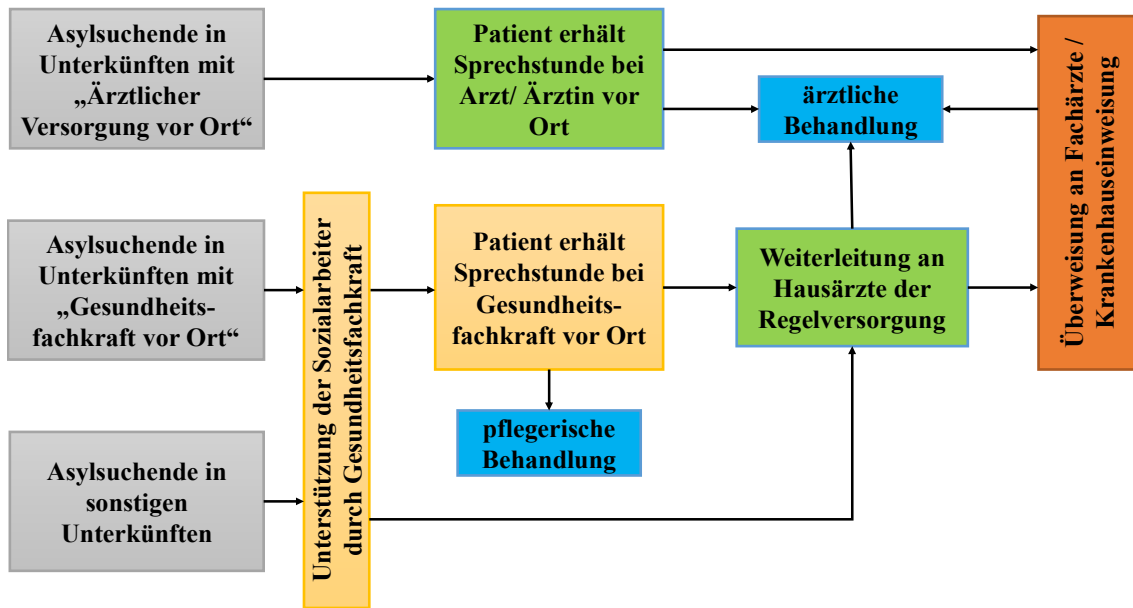 Asylsuchende in
Unterkünften mit
„Ärztlicher
Versorgung vor Ort“
Patient erhält
Sprechstunde bei
Arzt/ Ärztin vor
Ort
ärztliche
Behandlung
Überweisung an Fachärzte /
Krankenhauseinweisung
Asylsuchende in
Unterkünften mit
„Gesundheits-
fachkraft vor Ort“
Unterstützung der Sozialarbeiter
durch Gesundheitsfachkraft
Patient erhält
Sprechstunde bei
Gesundheits-
fachkraft vor Ort
Weiterleitung an
Hausärzte der
Regelversorgung
pflegerische
Behandlung
Asylsuchende in
sonstigen
Unterkünften